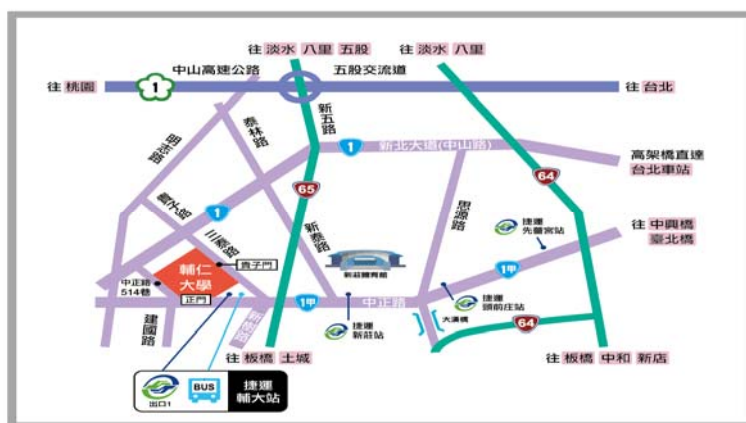 往 淡水 八里 五股
往 淡水 八里
中山高速公路
五股交流道
往 桃園
1
往 台北
明志路
泰林路
新五路
1
新北大道(中山路)
高架橋直達
台北車站
65
64
貴子路
1
三泰路
新泰路
思源路
捷運
先嗇宮站
往 中興橋
臺北橋
輔仁
大學
貴子門
新莊體育館
中正路
514巷
正門
1甲
中正路
1甲
捷運
頭前庄站
建國路
新樹路
捷運
新莊站
大漢橋
64
往 板橋 土城
往 板橋 中和 新店
出口1
BUS
捷運
輔大站